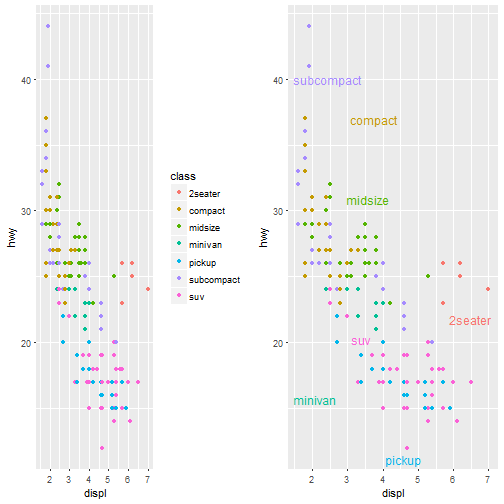 hwy
40
30
20
2
3
4
5
6
7
displ
class
2seater
compact
midsize
minivan
pickup
subcompact
suv
hwy
40
30
20
subcompact
compact
midsize
2seater
suv
minivan
pickup
2
3
4
5
6
7
displ